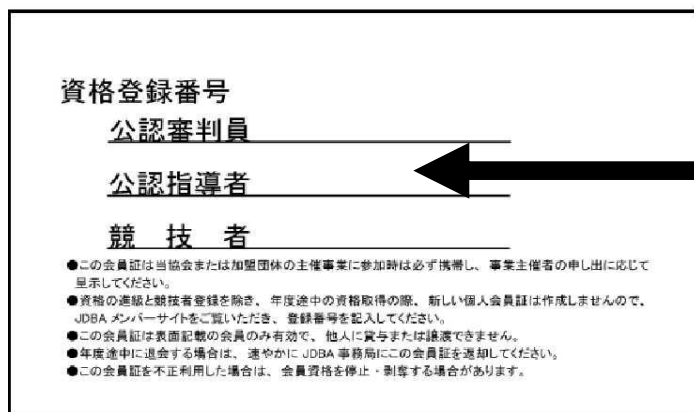 資格登録番号
公認審判員
公認指導者
競 技 者
●この会員証は当協会または加盟団体の主催事業に参加時は必ず携帯し、事業主催者の申し出に応じて
呈示してください。
●資格の進級と競技者登録を除き、年度途中の資格取得の際、新しい個人会員証は作成しませんので、
JDBA メンバーサイトをご覧いただき、登録番号を記入してください。
●この会員証は表面記載の会員のみ有効で、他人に貸与または譲渡できません。
●年度途中に退会する場合は、速やかに JDBA 事務局にこの会員証を返却してください。
●この会員証を不正利用した場合は、会員資格を停止・剥奪する場合があります。